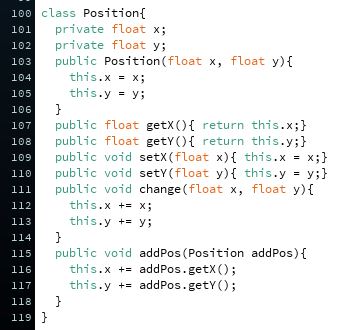 100 class Position{
101   private float x;
102   private float y;
103   public Position(float x, float y){
104     this.x = x;
105     this.y = y;
106   }
107   public float getX(){ return this.x;}
108   public float getY(){ return this.y;}
109   public void setX(float x){ this.x = x;}
110   public void setY(float y){ this.y = y;}
111   public void change(float x, float y){
112     this.x += x;
113     this.y += y;
114   }
115   public void addPos(Position addPos){
116     this.x += addPos.getX();
117     this.y += addPos.getY();
118   }
119 }